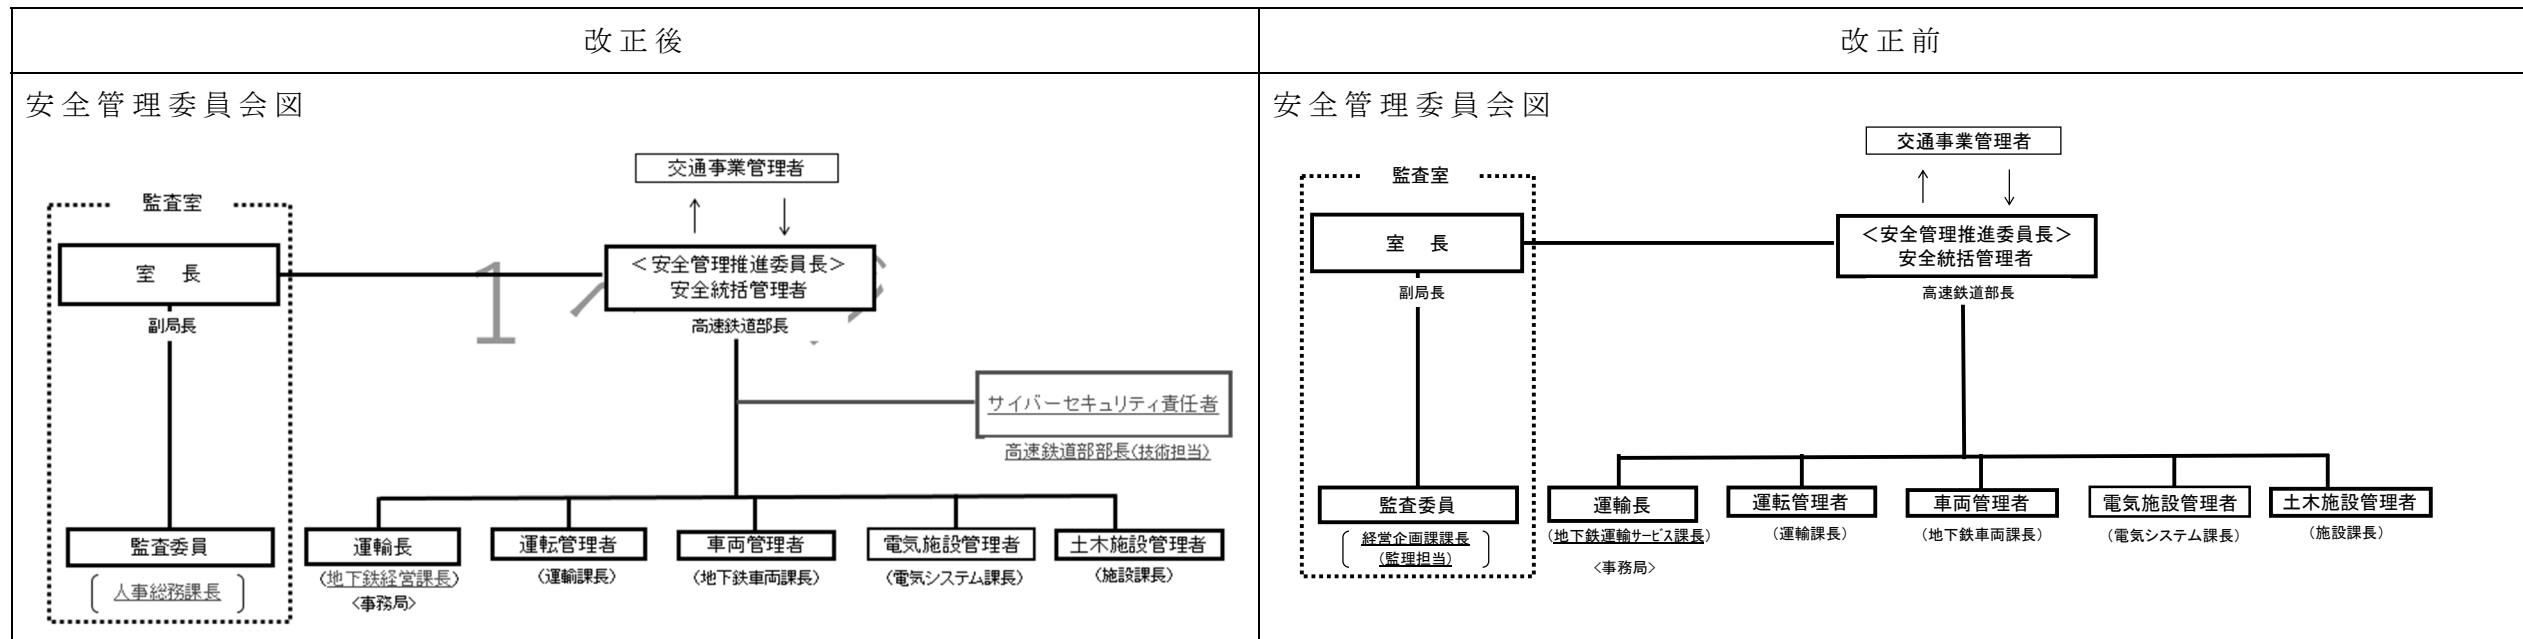 改正後
改正前
安全管理委員会図
交通事業管理者
監査室
↑ ↓
室 長
＜安全管理推進委員長＞
安全統括管理者
副局長
高速鉄道部長
サイバーセキュリティ責任者
高速鉄道部部長(技術担当)
監査委員
運輸長
運転管理者
車両管理者
電気施設管理者
土木施設管理者
人事総務課長
(地下鉄経営課長)
(運輸課長)
(地下鉄車両課長)
(電気システム課長)
(施設課長)
〈事務局〉
安全管理委員会図
交通事業管理者
監査室
↑ ↓
室 長
＜安全管理推進委員長＞
安全統括管理者
副局長
高速鉄道部長
監査委員
運輸長
運転管理者
車両管理者
電気施設管理者
土木施設管理者
経営企画課課長
(監理担当)
(地下鉄運輸サービス課長)
(運輸課長)
(地下鉄車両課長)
(電気システム課長)
(施設課長)
〈事務局〉